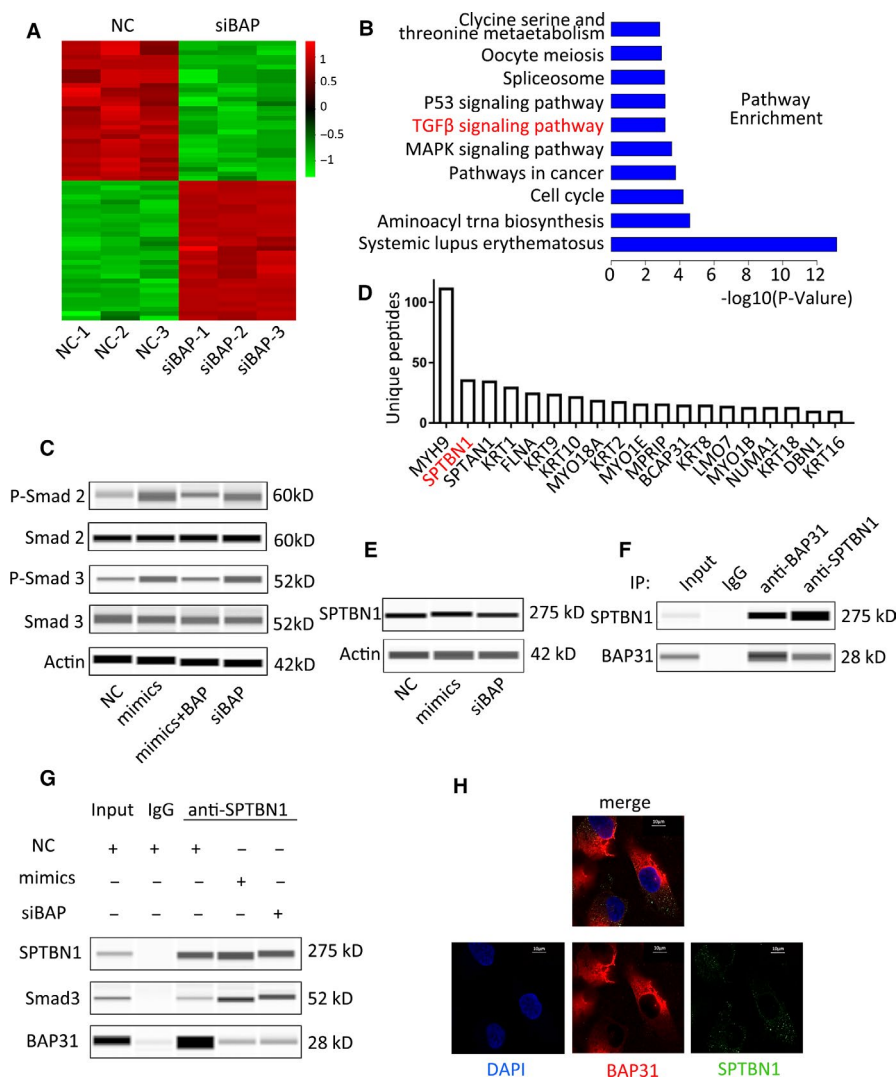 A
NC
siBAP
1
0.5
0
−0.5
−1
NC-1
NC-2
NC-3
siBAP-1
siBAP-2
siBAP-3
B
Clycine serine and
threonine metaetabolism
Oocyte meiosis
Spliceosome
P53 signaling pathway
TGFβ signaling pathway
MAPK signaling pathway
Pathways in cancer
Cell cycle
Aminoacyl trna biosynthesis
Systemic lupus erythematosus
Pathway
Enrichment
0 2 4 6 8 10 12
-log10(P-Valure)
D
Unique peptides
100
50
0
MYH9
SPTBN1
SPTAN1
KRT1
FLNA
KRT9
KRT10
MYO18A
KRT2
MYO1E
MPRIP
BCAP31
KRT8
LMO7
MYO1B
NUMA1
KRT18
DBN1
KRT16
C
P-Smad 2 60kD
Smad 2 60kD
P-Smad 3 52kD
Smad 3 52kD
Actin 42kD
NC
mimics
mimics+BAP
siBAP
E
SPTBN1 275 kD
Actin 42 kD
NC
mimics
siBAP
F
IP: Input IgG anti-BAP31 anti-SPTBN1
SPTBN1 275 kD
BAP31 28 kD
G
Input IgG anti-SPTBN1
NC + + + − −
mimics − − − + −
siBAP − − − − +
SPTBN1 275 kD
Smad3 52 kD
BAP31 28 kD
H
merge
10μm
10μm 10μm 10μm
DAPI BAP31 SPTBN1